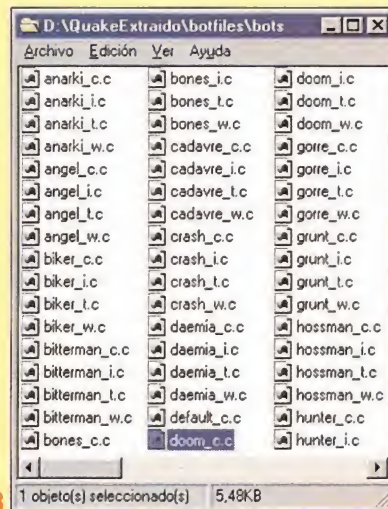 D:\QuakeExtraido\botfiles\bots
Archivo Edición Ver Ayuda
anarki_c.c
anarki_i.c
anarki_t.c
anarki_w.c
angel_c.c
angel_i.c
angel_t.c
angel_w.c
biker_c.c
biker_i.c
biker_t.c
biker_w.c
bitterman_c.c
bitterman_i.c
bitterman_t.c
bitterman_w.c
bones_c.c
bones_i.c
bones_t.c
bones_w.c
cadavre_c.c
cadavre_i.c
cadavre_t.c
cadavre_w.c
crash_c.c
crash_i.c
crash_t.c
crash_w.c
daemia_c.c
daemia_i.c
daemia_t.c
daemia_w.c
default_c.c
doom_c.c
doom_i.c
doom_t.c
doom_w.c
gorre_c.c
gorre_i.c
gorre_t.c
gorre_w.c
grunt_c.c
grunt_i.c
grunt_t.c
grunt_w.c
hossman_c.c
hossman_i.c
hossman_t.c
hossman_w.c
hunter_c.c
hunter_i.c
1 objeto(s) seleccionado(s) 5,48KB